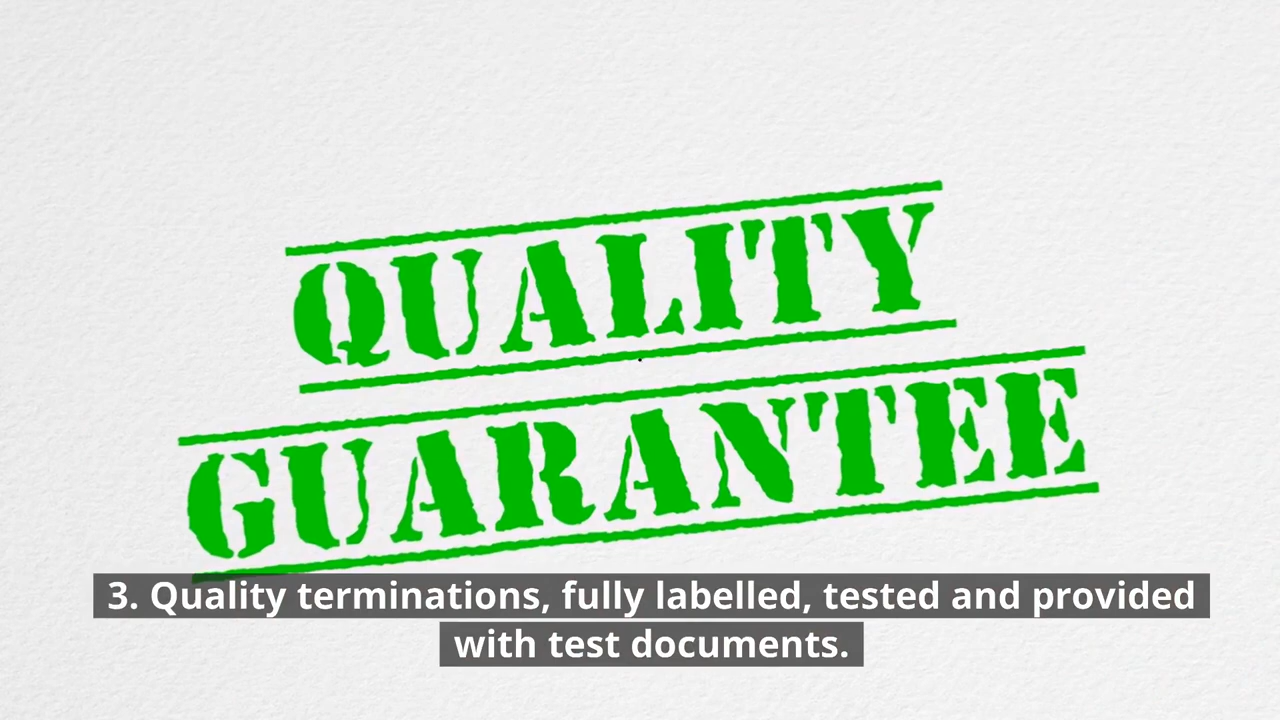 QUALITY
GUARANTEE
3. Quality terminations, fully labelled, tested and provided
with test documents.